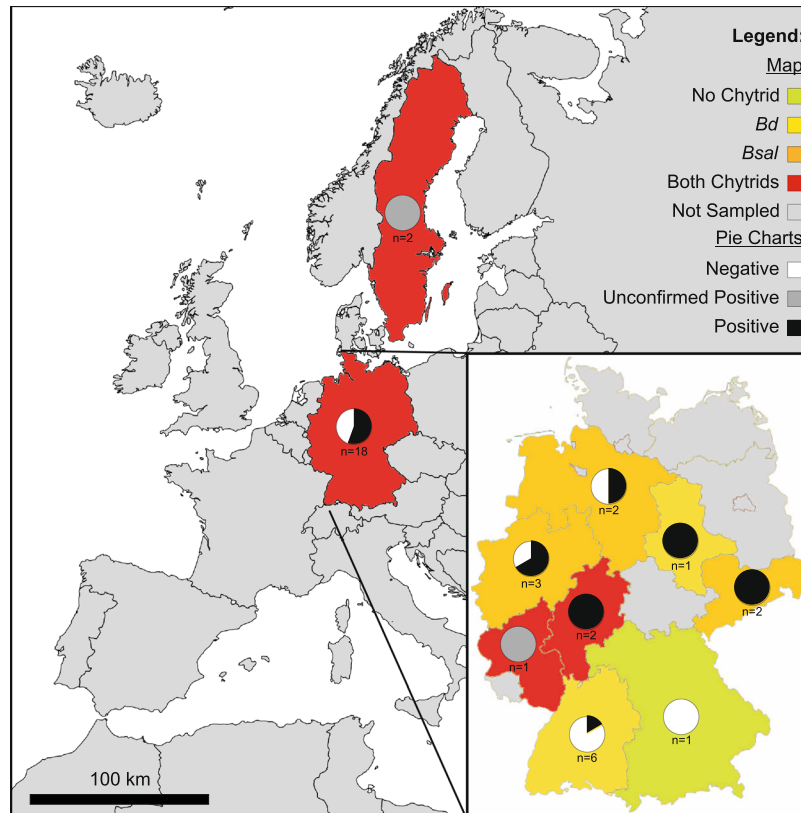 Legend:
Map
No Chytrid
Bd
Bsal
Both Chytrids
Not Sampled
Pie Charts
Negative
Unconfirmed Positive
Positive
n=2
n=18
n=2
n=1
n=3
n=2
n=2
n=1
n=6
n=1
100 km